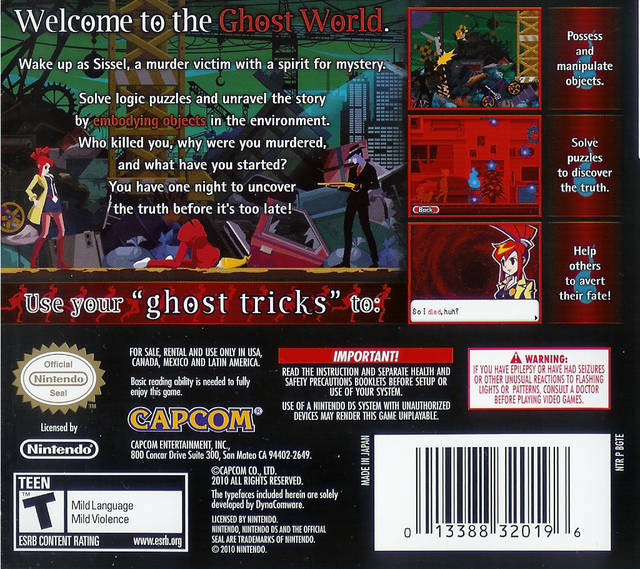 Welcome to the Ghost World.
Wake up as Sissel, a murder victim with a spirit for mystery.
Solve logic puzzles and unravel the story
by embodying objects in the environment.
Who killed you, why were you murdered,
and what have you started?
You have one night to uncover
the truth before it's too late!
Use your "ghost tricks" to:
Possess
and
manipulate
objects.
Back
Solve
puzzles
to discover
the truth.
So I died, huh?
Help
others
to avert
their fate!
Official
Nintendo
Seal
TM
Licensed by
Nintendo
FOR SALE, RENTAL AND USE ONLY IN USA,
CANADA, MEXICO AND LATIN AMERICA.
Basic reading ability is needed to fully
enjoy this game.
CAPCOM®
CAPCOM ENTERTAINMENT, INC.,
800 Concar Drive Suite 300, San Mateo CA 94402-2649.
©CAPCOM CO., LTD.
2010 ALL RIGHTS RESERVED.
The typefaces included herein are solely
developed by DynaComware.
LICENSED BY NINTENDO.
NINTENDO, NINTENDO DS AND THE OFFICIAL
SEAL ARE TRADEMARKS OF NINTENDO.
© 2010 NINTENDO.
IMPORTANT!
READ THE INSTRUCTION AND SEPARATE HEALTH AND
SAFETY PRECAUTIONS BOOKLETS BEFORE SETUP OR
USE OF YOUR SYSTEM.
USE OF A NINTENDO DS SYSTEM WITH UNAUTHORIZED
DEVICES MAY RENDER THIS GAME UNPLAYABLE.
WARNING:
IF YOU HAVE EPILEPSY OR HAVE HAD SEIZURES
OR OTHER UNUSUAL REACTIONS TO FLASHING
LIGHTS OR PATTERNS, CONSULT A DOCTOR
BEFORE PLAYING VIDEO GAMES.
TEEN
T
TM
Mild Language
Mild Violence
ESRB CONTENT RATING
www.esrb.org
MADE IN JAPAN
0 13388 32019 6
NTR P BGTE